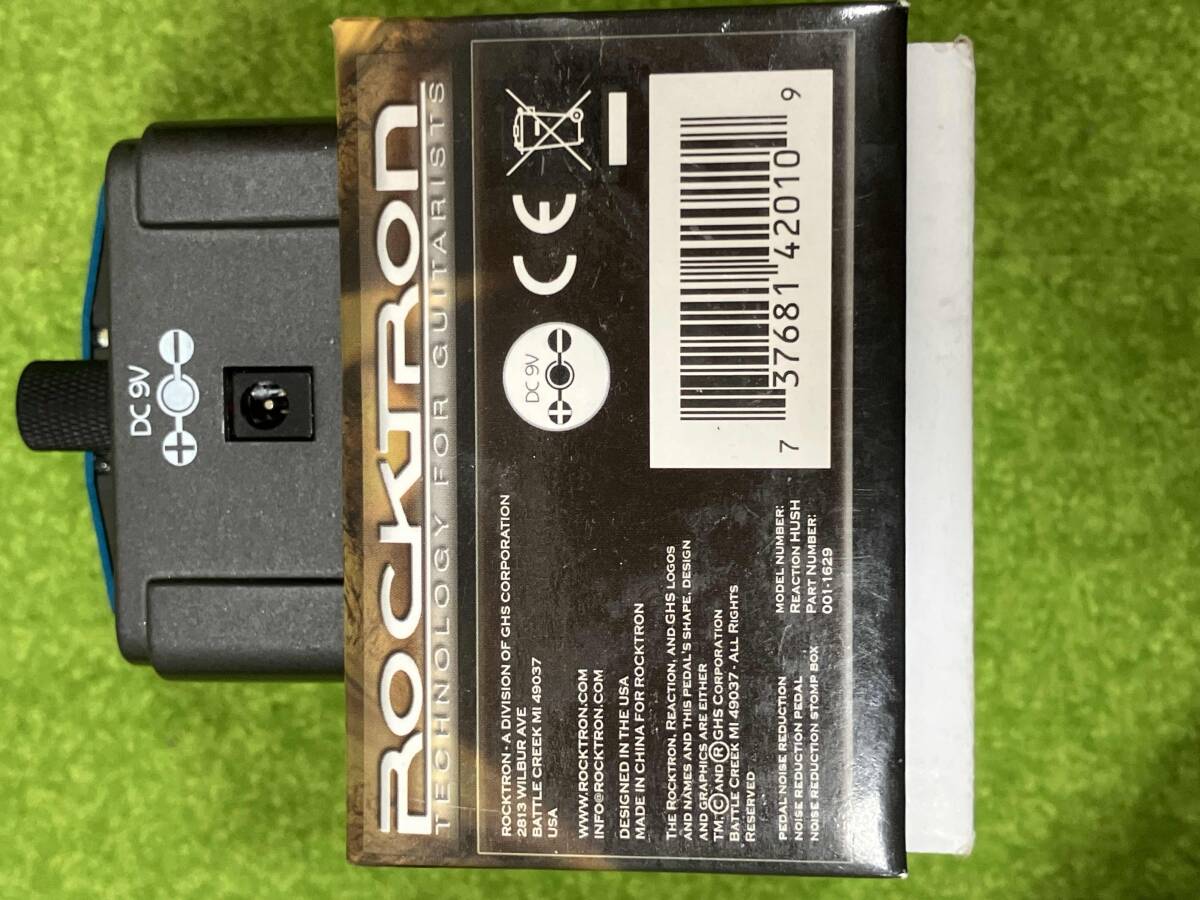 DC 9V
ROCKTRON
TECHNOLOGY FOR GUITARISTS
ROCKTRON - A DIVISION OF GHS CORPORATION
2813 WILBUR AVE
BATTLE CREEK MI 49037
USA
WWW.ROCKTRON.COM
INFO@ROCKTRON.COM
DESIGNED IN THE USA
MADE IN CHINA FOR ROCKTRON
THE ROCKTRON, REACTION, AND GHS LOGOS
AND NAMES AND THIS PEDAL'S SHAPE, DESIGN
AND GRAPHICS ARE EITHER
TM, © AND ® GHS CORPORATION
BATTLE CREEK MI 49037 - ALL RIGHTS
RESERVED
PEDAL NOISE REDUCTION
NOISE REDUCTION PEDAL
NOISE REDUCTION STOMP BOX
MODEL NUMBER:
REACTION HUSH
PART NUMBER:
001-1629
DC 9V
CE
7 37681 42010 9